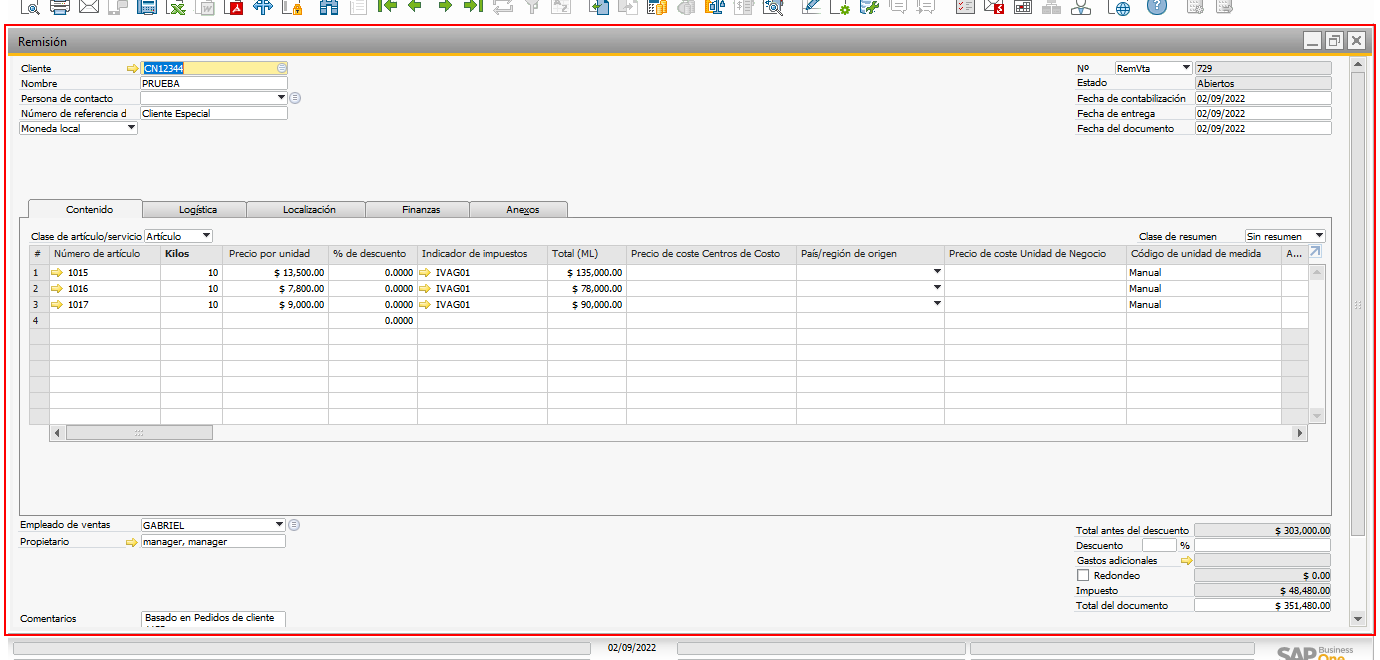 Remisión
Cliente CN12344 Nº RemVta 729
Nombre PRUEBA Estado Abiertos
Persona de contacto Fecha de contabilización 02/09/2022
Número de referencia d Cliente Especial Fecha de entrega 02/09/2022
Moneda local Fecha del documento 02/09/2022
Contenido Logística Localización Finanzas Anexos
Clase de artículo/servicio Artículo Clase de resumen Sin resumen
# Número de artículo Kilos Precio por unidad % de descuento Indicador de impuestos Total (ML) Precio de coste Centros de Costo País/región de origen Precio de coste Unidad de Negocio Código de unidad de medida A...
1 1015 10 $ 13,500.00 0.0000 IVAG01 $ 135,000.00 Manual
2 1016 10 $ 7,800.00 0.0000 IVAG01 $ 78,000.00 Manual
3 1017 10 $ 9,000.00 0.0000 IVAG01 $ 90,000.00 Manual
4 0.0000
Empleado de ventas GABRIEL Total antes del descuento $ 303,000.00
Propietario manager, manager Descuento %
Gastos adicionales
Redondeo $ 0.00
Impuesto $ 48,480.00
Total del documento $ 351,480.00
Comentarios Basado en Pedidos de cliente
02/09/2022 SAP Business One